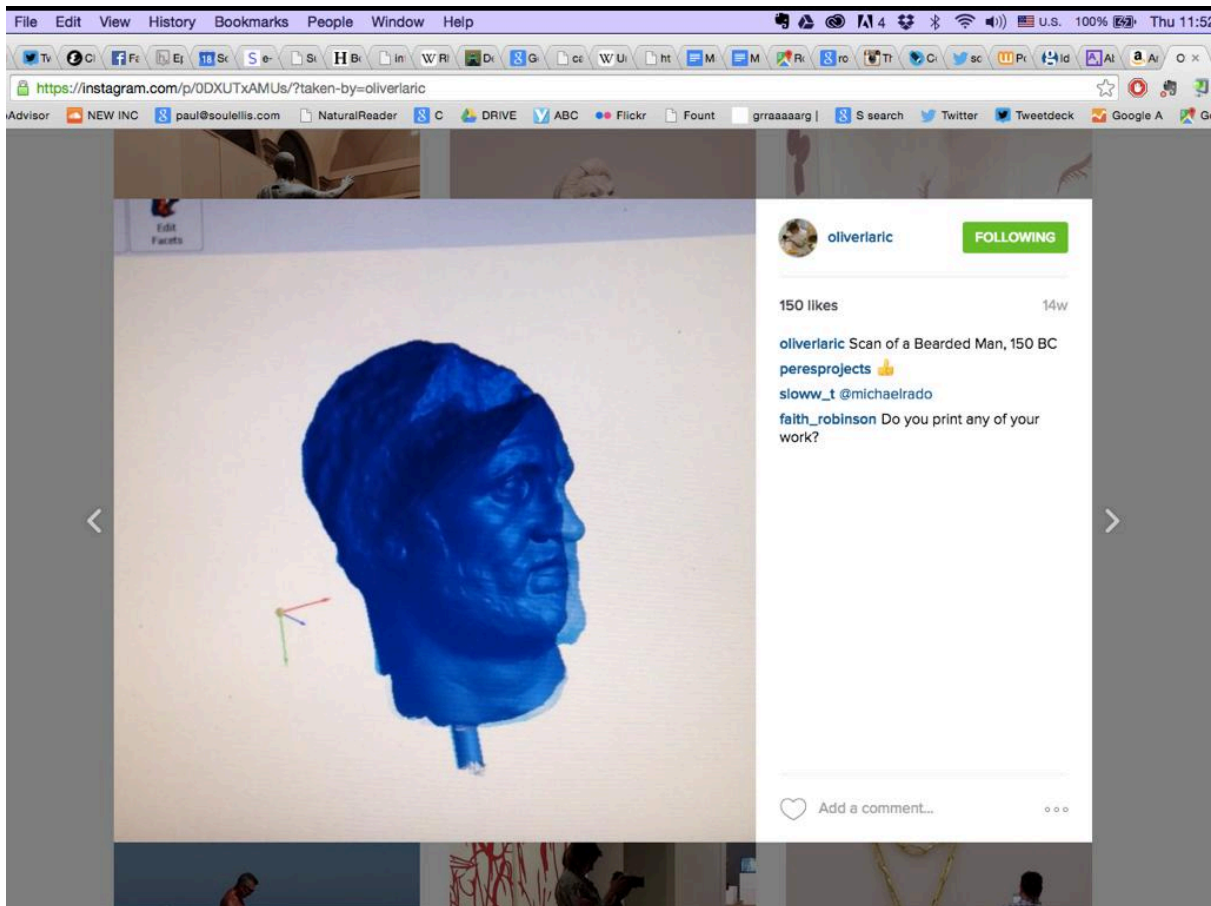 File Edit View History Bookmarks People Window Help 4 U.S. 100% Thu 11:52
https://instagram.com/p/0DXUTxAMUs/?taken-by=oliverlaric
NEW INC paul@soulellis.com NaturalReader C DRIVE ABC Flickr Fount grraaaaarg | S search Twitter Tweetdeck Google A
Edit
Facets
oliverlaric
FOLLOWING
150 likes 14w
oliverlaric Scan of a Bearded Man, 150 BC
peresprojects 👍
sloww_t @michaelrado
faith_robinson Do you print any of your
work?
Add a comment...